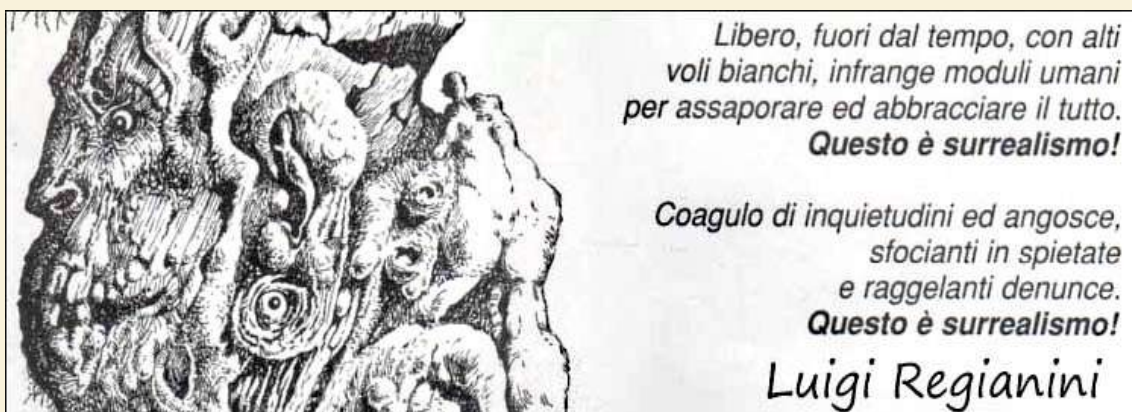 Libero, fuori dal tempo, con alti
voli bianchi, infrange moduli umani
per assaporare ed abbracciare il tutto.
Questo è surrealismo!
Coagulo di inquietudini ed angosce,
sfocianti in spietate
e raggelanti denunce.
Questo è surrealismo!
Luigi Regianini